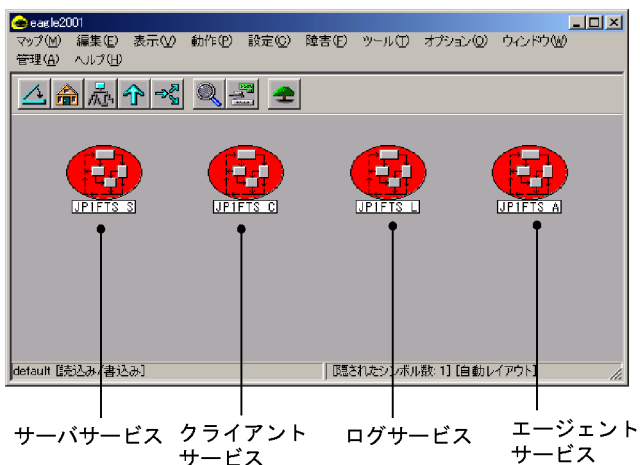 eagle2001
マップ(M) 編集(E) 表示(V) 動作(P) 設定(C) 障害(F) ツール(T) オプション(O) ウィンドウ(W)
管理(A) ヘルプ(H)
JP1FTS_S JP1FTS_C JP1FTS_L JP1FTS_A
default [読込み/書込み] [隠されたシンボル数: 1] [自動レイアウト]
サーバサービス
クライアント
サービス
ログサービス
エージェント
サービス